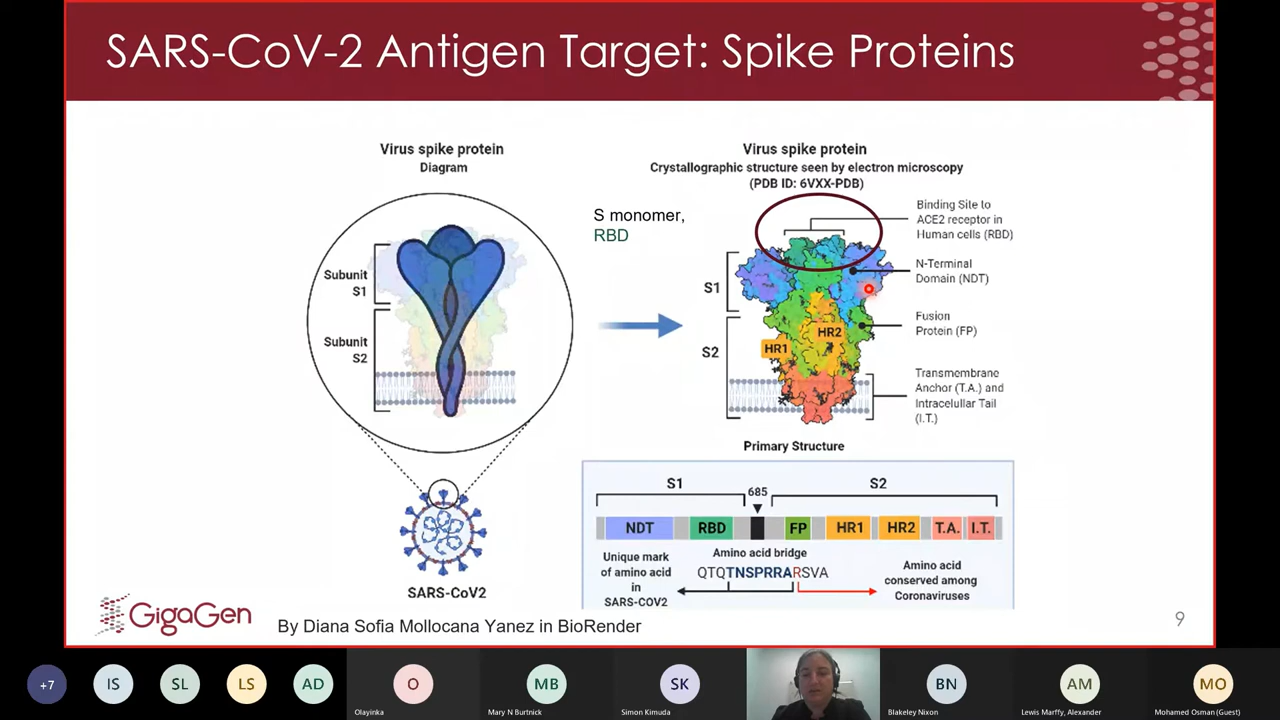 SARS-CoV-2 Antigen Target: Spike Proteins
Virus spike protein
Diagram
Subunit
S1
Subunit
S2
SARS-CoV2
S monomer,
RBD
Virus spike protein
Crystallographic structure seen by electron microscopy
(PDB ID: 6VXX-PDB)
S1
S2
HR1
HR2
Binding Site to
ACE2 receptor in
Human cells (RBD)
N-Terminal
Domain (NDT)
Fusion
Protein (FP)
Transmembrane
Anchor (T.A.) and
Intracelullar Tail
(I.T.)
Primary Structure
S1
685
S2
NDT RBD FP HR1 HR2 T.A. I.T.
Unique mark
of amino acid
in
SARS-COV2
Amino acid bridge
QTQTNSPRRARSVA
Amino acid
conserved among
Coronaviruses
GigaGen
By Diana Sofia Mollocana Yanez in BioRender
9
+7 IS SL LS AD O MB SK BN AM MO
Olayinka Mary N Burtnick Simon Kimuda Blakeley Nixon Lewis Marffy, Alexander Mohamed Osman (Guest)